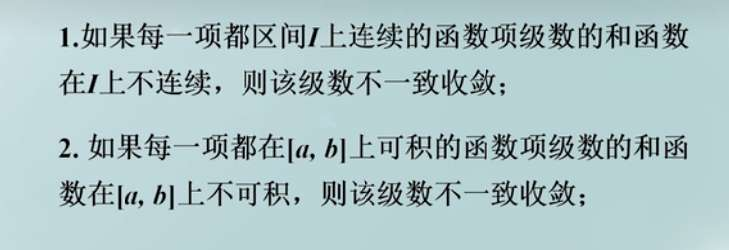 1.如果每一项都区间I上连续的函数项级数的和函数
在I上不连续，则该级数不一致收敛；
2. 如果每一项都在[a, b]上可积的函数项级数的和函
数在[a, b]上不可积，则该级数不一致收敛；